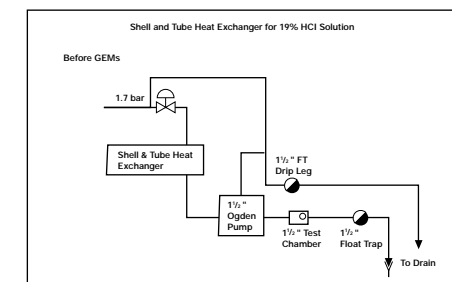 Shell and Tube Heat Exchanger for 19% HCl Solution
Before GEMs
1.7 bar
Shell & Tube Heat
Exchanger
1½" FT
Drip Leg
1½"
Ogden
Pump
1½" Test
Chamber
1½"
Float Trap
To Drain